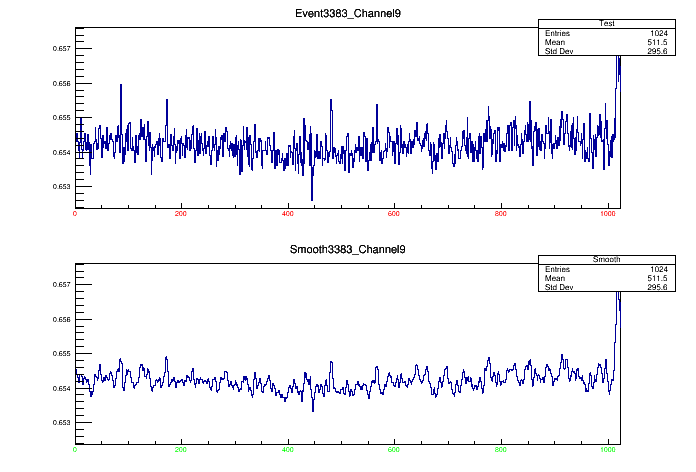 Event3383_Channel9
Test
Entries 1024
Mean 511.5
Std Dev 295.6
0.657
0.656
0.655
0.654
0.653
0 200 400 600 800 1000
Smooth3383_Channel9
Smooth
Entries 1024
Mean 511.5
Std Dev 295.6
0.657
0.656
0.655
0.654
0.653
0 200 400 600 800 1000